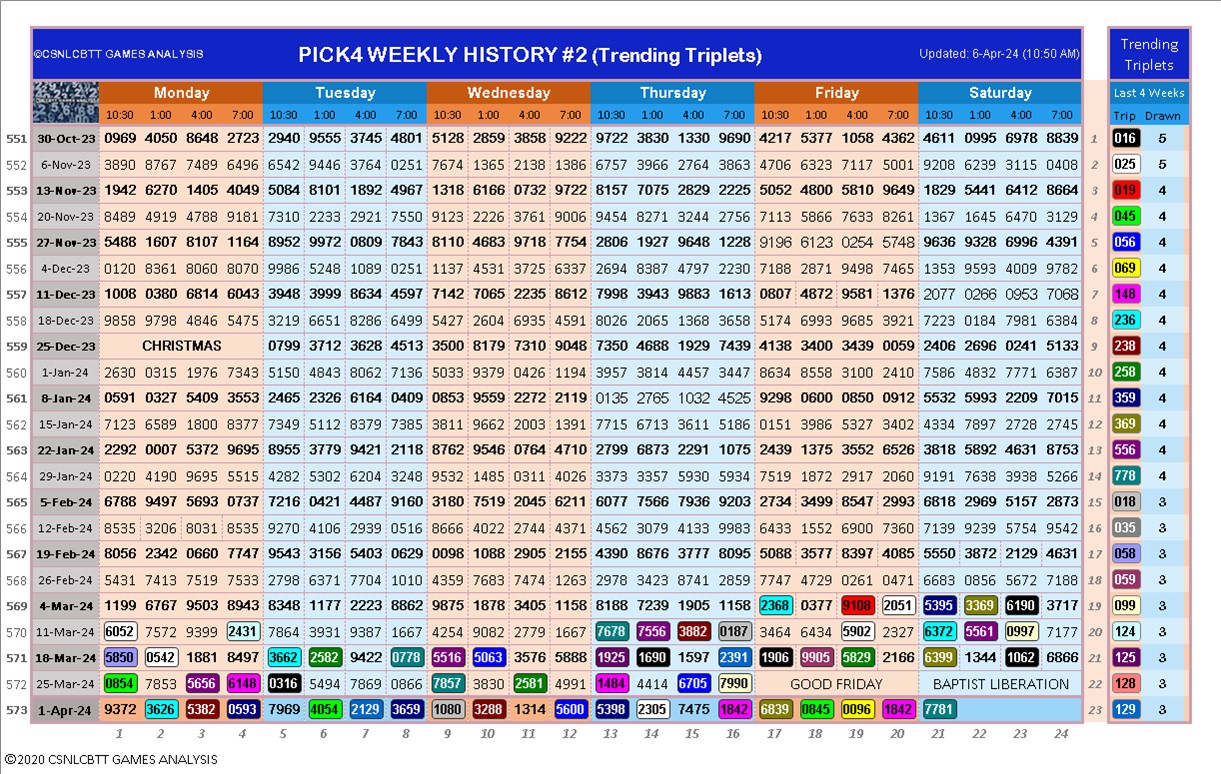 ©CSNLCBTT GAMES ANALYSIS PICK4 WEEKLY HISTORY #2 (Trending Triplets) Updated: 6-Apr-24 (10:50 AM) Trending
Triplets
Monday Tuesday Wednesday Thursday Friday Saturday Last 4 Weeks
10:30 1:00 4:00 7:00 10:30 1:00 4:00 7:00 10:30 1:00 4:00 7:00 10:30 1:00 4:00 7:00 10:30 1:00 4:00 7:00 10:30 1:00 4:00 7:00 Trip Drawn
551 30-Oct-23 0969 4050 8648 2723 2940 9555 3745 4801 5128 2859 3858 9222 9722 3830 1330 9690 4217 5377 1058 4362 4611 0995 6978 8839 1 016 5
552 6-Nov-23 3890 8767 7489 6496 6542 9446 3764 0251 7674 1365 2138 1386 6757 3966 2764 3863 4706 6323 7117 5001 9208 6239 3115 0408 2 025 5
553 13-Nov-23 1942 6270 1405 4049 5084 8101 1892 4967 1318 6166 0732 9722 8157 7075 2829 2225 5052 4800 5810 9649 1829 5441 6412 8664 3 019 4
554 20-Nov-23 8489 4919 4788 9181 7310 2233 2921 7550 9123 2226 3761 9006 9454 8271 3244 2756 7113 5866 7633 8261 1367 1645 6470 3129 4 045 4
555 27-Nov-23 5488 1607 8107 1164 8952 9972 0809 7843 8110 4683 9718 7754 2806 1927 9648 1228 9196 6123 0254 5748 9636 9328 6996 4391 5 056 4
556 4-Dec-23 0120 8361 8060 8070 9986 5248 1089 0251 1137 4531 3725 6337 2694 8387 4797 2230 7188 2871 9498 7465 1353 9593 4009 9782 6 069 4
557 11-Dec-23 1008 0380 6814 6043 3948 3999 8634 4597 7142 7065 2235 8612 7998 3943 9883 1613 0807 4872 9581 1376 2077 0266 0953 7068 7 148 4
558 18-Dec-23 9858 9798 4846 5475 3219 6651 8286 6499 5427 2604 6935 4591 8026 2065 1368 3658 5174 6993 9685 3921 7223 0184 7981 6384 8 236 4
559 25-Dec-23 CHRISTMAS 0799 3712 3628 4513 3500 8179 7310 9048 7350 4688 1929 7439 4138 3400 3439 0059 2406 2696 0241 5133 9 238 4
560 1-Jan-24 2630 0315 1976 7343 5150 4843 8062 7136 5033 9379 0426 1194 3957 3814 4457 3447 8634 8558 3100 2410 7586 4832 7771 6387 10 258 4
561 8-Jan-24 0591 0327 5409 3553 2465 2326 6164 0409 0853 9559 2272 2119 0135 2765 1032 4525 9298 0600 0850 0912 5532 5993 2209 7015 11 359 4
562 15-Jan-24 7123 6589 1800 8377 7349 5112 8379 7385 3811 9662 2003 1391 7715 6713 3611 5186 0151 3986 5327 3402 4334 7897 2728 2745 12 369 4
563 22-Jan-24 2292 0007 5372 9695 8955 3779 9421 2118 8762 9546 0764 4710 2799 6873 2291 1075 2439 1375 3552 6526 3818 5892 4631 8753 13 556 4
564 29-Jan-24 0220 4190 9695 5515 4282 5302 6204 3249 9532 1485 0311 4026 3373 3357 5930 5934 7519 1872 2917 2060 9191 7638 3938 5266 14 778 4
565 5-Feb-24 6788 9497 5693 0737 7216 0421 4487 9160 3180 7519 2045 6211 6077 7566 7936 9203 2734 3499 8547 2993 6818 2969 5157 2873 15 018 3
566 12-Feb-24 8535 3206 8031 8535 9270 4106 2939 0516 8666 4022 2744 4371 4562 3079 4133 9983 6433 1552 6900 7360 7139 9239 5754 9542 16 035 3
567 19-Feb-24 8056 2342 0660 7747 9543 3156 5403 0629 0098 1088 2905 2155 4390 8676 3777 8095 5088 3577 8397 4085 5550 3872 2129 4631 17 058 3
568 26-Feb-24 5431 7413 7519 7533 2798 6371 7704 1010 4359 7683 7474 1263 2978 3423 8741 2859 7747 4729 0261 0471 6683 0856 5672 7188 18 059 3
569 4-Mar-24 1199 6767 9503 8943 8348 1177 2223 8862 9875 1878 3405 1158 8188 7239 1905 1158 2368 0377 9108 2051 5395 3369 6190 3717 19 099 3
570 11-Mar-24 6052 7572 9399 2431 7864 3931 9387 1667 4254 9082 2779 1667 7678 7556 3882 0187 3464 6434 5902 2327 6372 5561 0997 7177 20 124 3
571 18-Mar-24 5850 0542 1881 8497 3662 2582 9422 0778 5516 5063 3576 5888 1925 1690 1597 2391 1906 9905 5829 2166 6399 1344 1062 6866 21 125 3
572 25-Mar-24 0854 7853 5656 6148 0316 5494 7869 0866 7857 3830 2581 4991 1484 4414 6705 7990 GOOD FRIDAY BAPTIST LIBERATION 22 128 3
573 1-Apr-24 9372 3626 5382 0593 7969 4054 2129 3659 1080 3288 1314 5600 5398 2305 7475 1842 6839 0845 0096 1842 7781 23 129 3
1 2 3 4 5 6 7 8 9 10 11 12 13 14 15 16 17 18 19 20 21 22 23 24
©2020 CSNLCBTT GAMES ANALYSIS